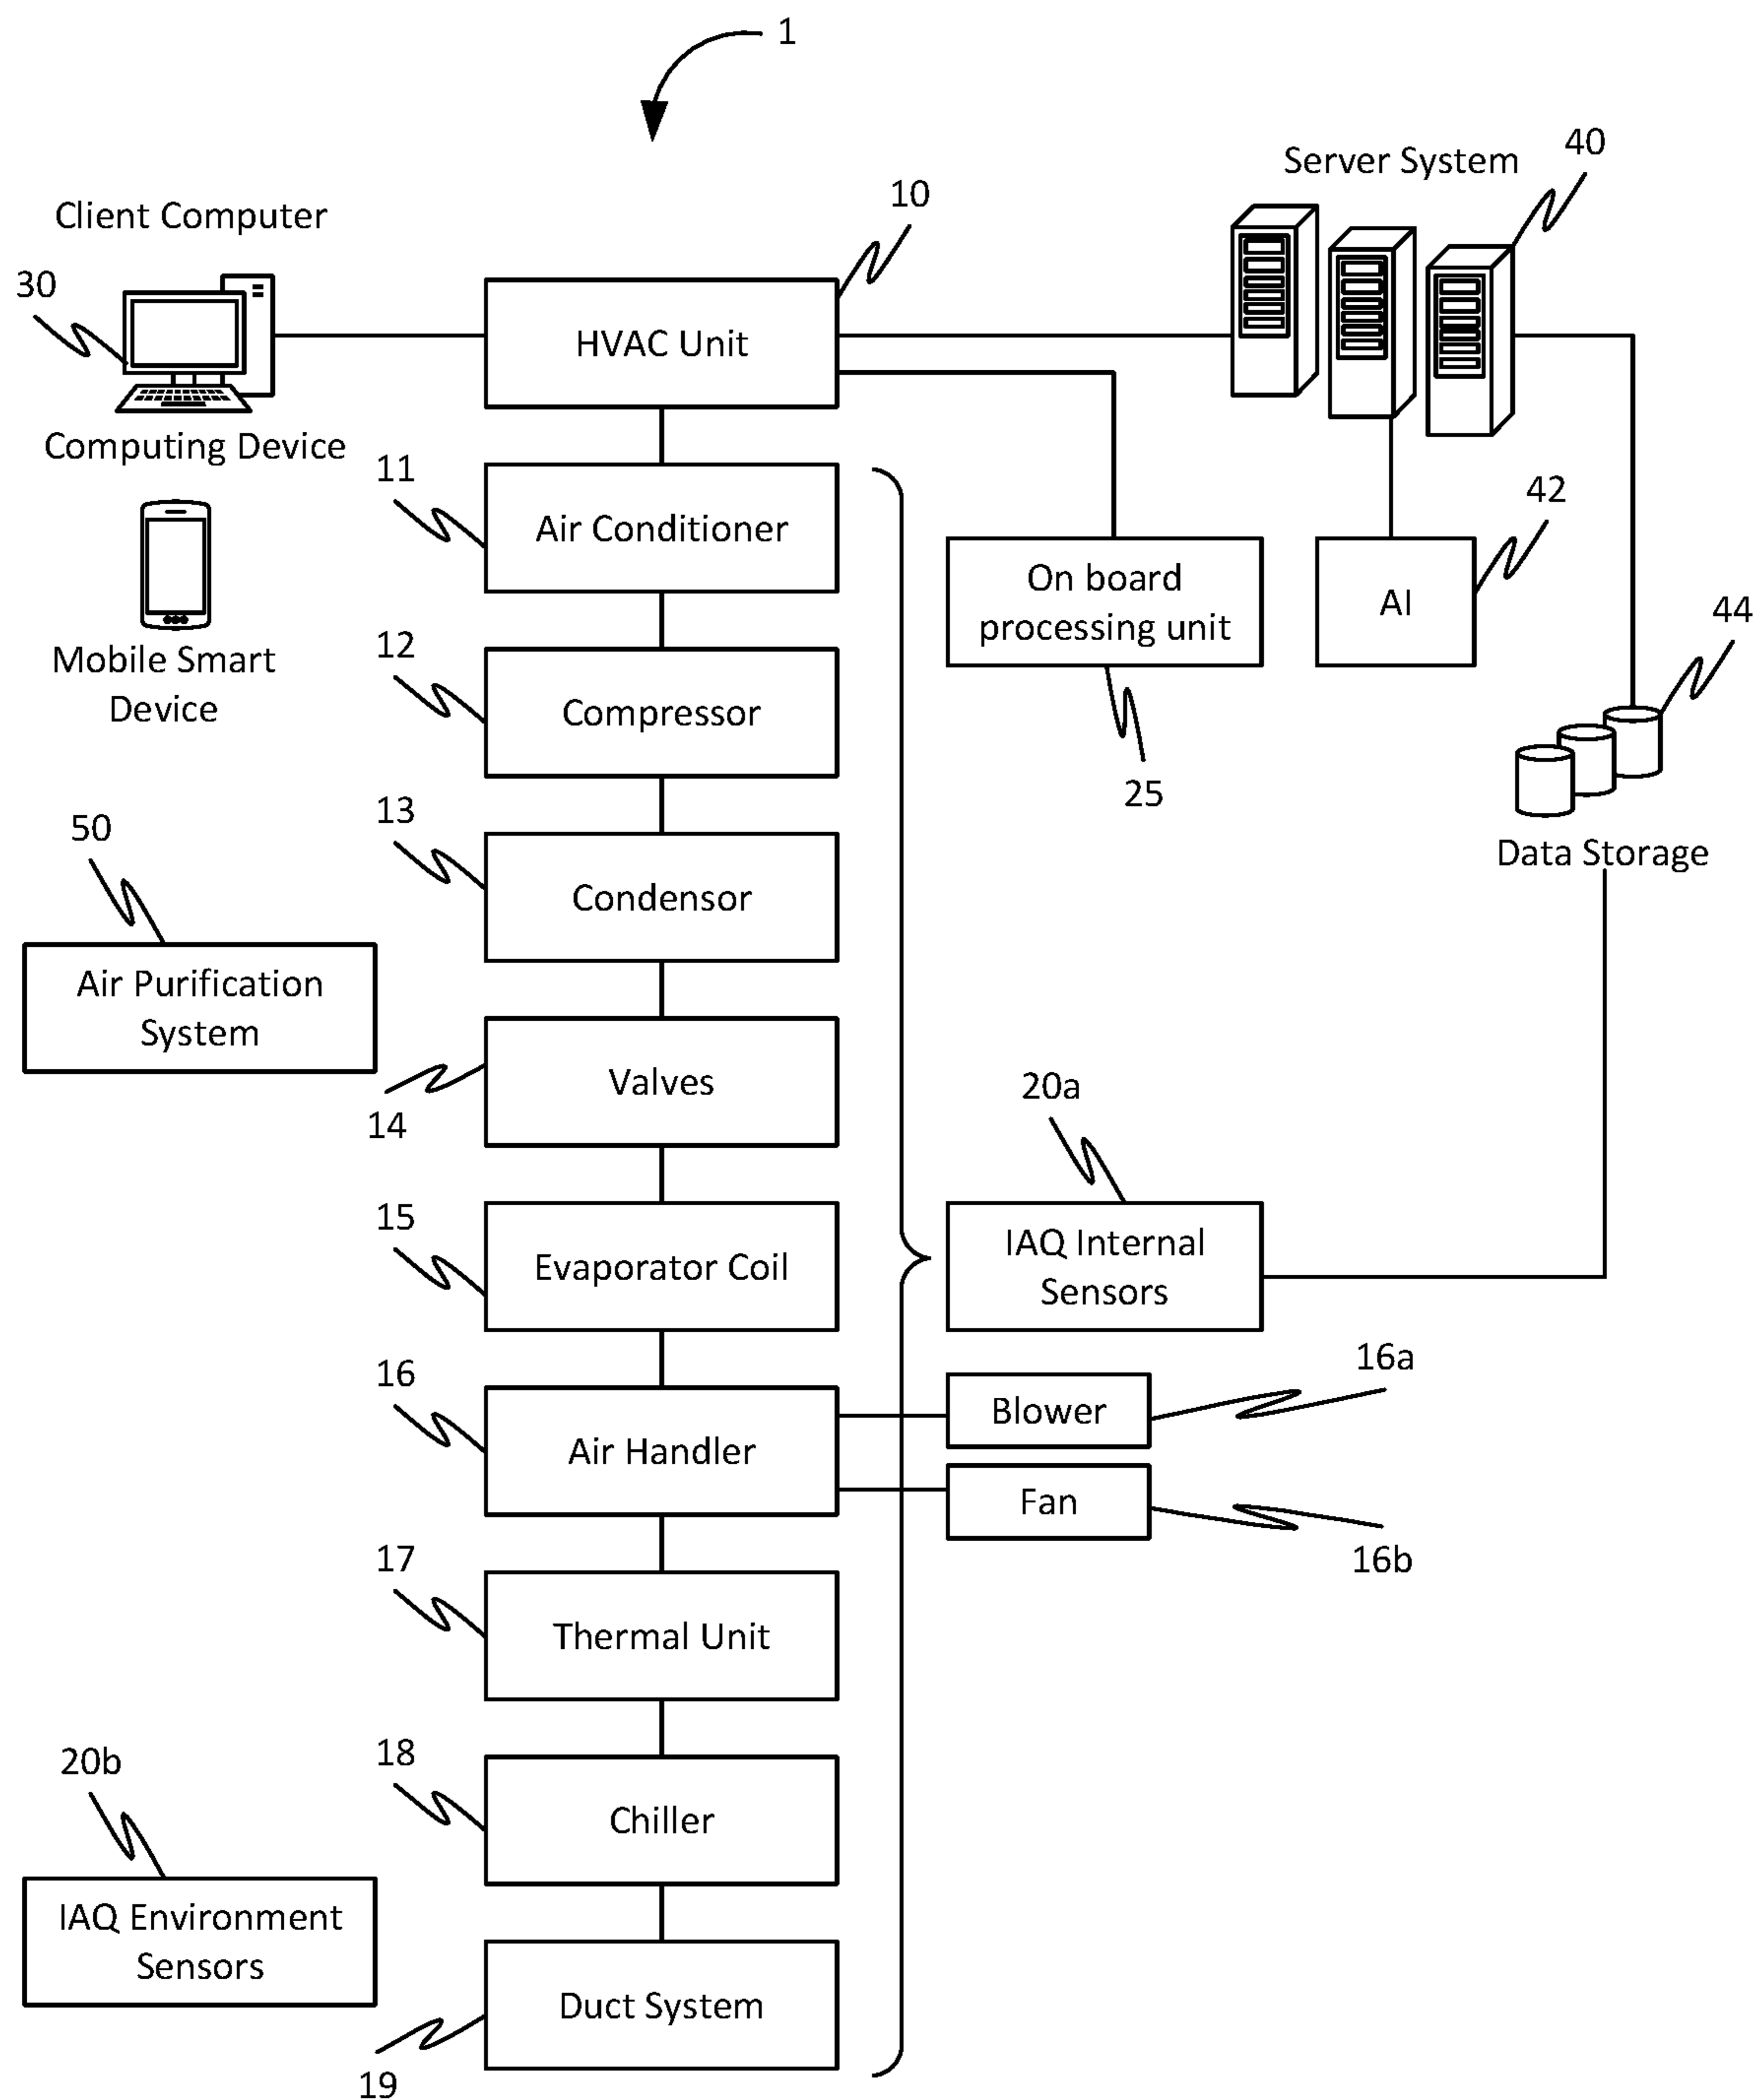 1
40
Server System
10
Client Computer
30
HVAC Unit
Computing Device
11
42
Air Conditioner
On board
processing unit
AI
44
Mobile Smart
Device
12
Compressor
25
13
50
Data Storage
Condensor
Air Purification
System
Valves
14
20a
15
IAQ Internal
Sensors
Evaporator Coil
16
16a
Blower
Air Handler
Fan
16b
17
Thermal Unit
18
20b
Chiller
IAQ Environment
Sensors
Duct System
19